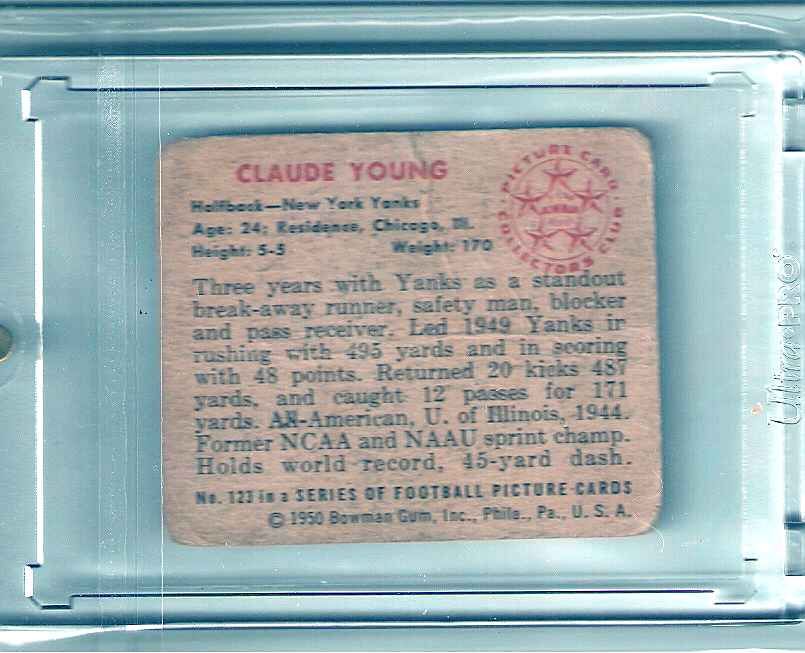 CLAUDE YOUNG
Halfback—New York Yanks
Age: 24; Residence, Chicago, Ill.
Height: 5-5 Weight: 170
PICTURE CARD COLLECTORS CLUB
Three years with Yanks as a standout
break-away runner, safety man, blocker
and pass receiver. Led 1949 Yanks in
rushing with 495 yards and in scoring
with 48 points. Returned 20 kicks 487
yards, and caught 12 passes for 171
yards. All-American, U. of Illinois, 1944.
Former NCAA and NAAU sprint champ.
Holds world record, 45-yard dash.
No. 123 in a SERIES OF FOOTBALL PICTURE CARDS
© 1950 Bowman Gum, Inc., Phila., Pa., U. S. A.
Ultra•PRO